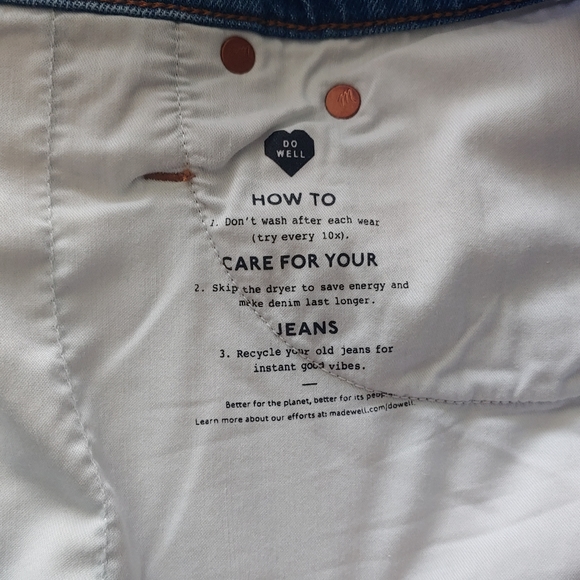 M
DO
WELL
HOW TO
1. Don't wash after each wear
(try every 10x).
CARE FOR YOUR
2. Skip the dryer to save energy and
make denim last longer.
JEANS
3. Recycle your old jeans for
instant good vibes.
—
Better for the planet, better for its people.
Learn more about our efforts at: madewell.com/dowell.